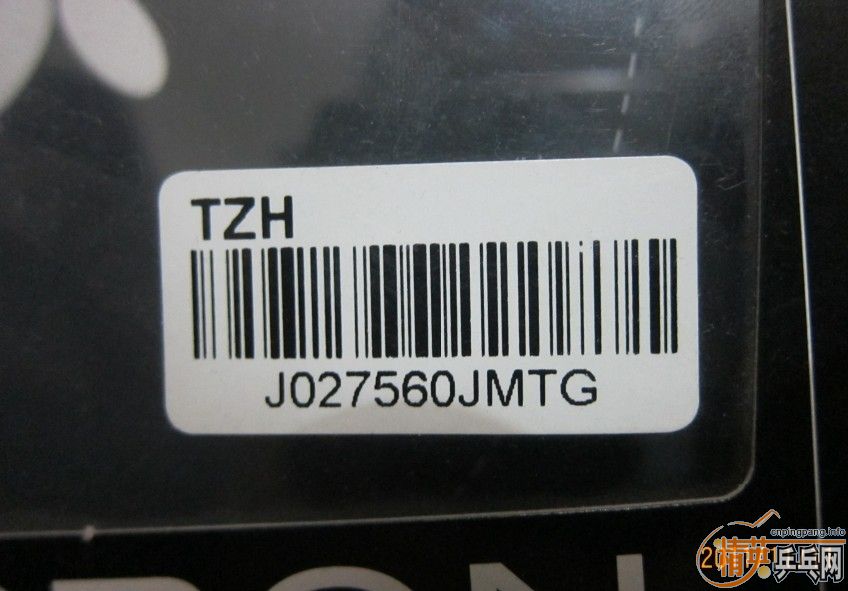 TZH
J027560JMTG
cnpingpang.info
精英乒乓网